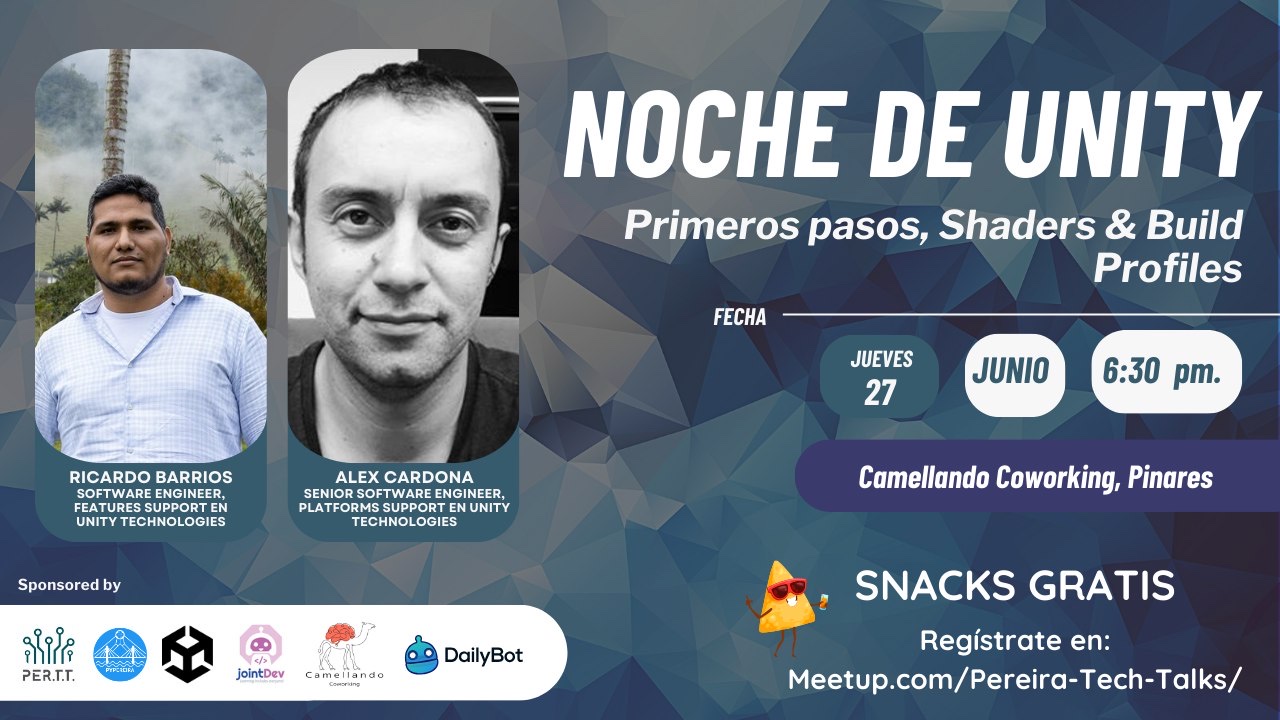 NOCHE DE UNITY
Primeros pasos, Shaders & Build
Profiles
FECHA
JUEVES
27
JUNIO
6:30 pm.
Camellando Coworking, Pinares
RICARDO BARRIOS
SOFTWARE ENGINEER,
FEATURES SUPPORT EN
UNITY TECHNOLOGIES
ALEX CARDONA
SENIOR SOFTWARE ENGINEER,
PLATFORMS SUPPORT EN UNITY
TECHNOLOGIES
SNACKS GRATIS
Regístrate en:
Meetup.com/Pereira-Tech-Talks/
Sponsored by
PER.T.T.
PYPEREIRA
</>
jointDev
Camellando
Coworking
DailyBot